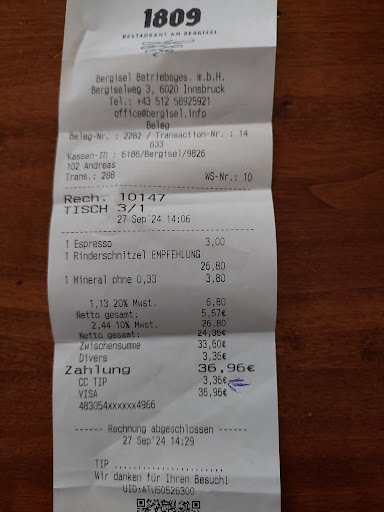 1809
RESTAURANT AM BERGISEL
Bergisel Betriebsges. m.b.H.
Bergiselweg 3, 6020 Innsbruck
Tel.: +43 512 58925921
office@bergisel.info
Beleg
Beleg-Nr. : 2282 / Transaction-Nr. : 14
633
Kassen-ID : 6186/Bergisel/9826
102 Andreas
Trans.: 288 WS-Nr.: 10
Rech. 10147
TISCH 3/1
27 Sep'24 14:06
1 Espresso 3,00
1 Rinderschnitzel EMPFEHLUNG
26,80
1 Mineral ohne 0,33 3,80
1,13 20% Mwst. 6,80
Netto gesamt: 5,67€
2,44 10% Mwst. 26,80
Netto gesamt: 24,36€
Zwischensumme 33,60€
Divers 3,36€
Zahlung 36,96€
CC TIP 3,36€
VISA 36,96€
483054xxxxxx4966
------ Rechnung abgeschlossen ------
27 Sep'24 14:29
TIP ....................
Wir danken für Ihren Besuch!
UID:ATU50526300